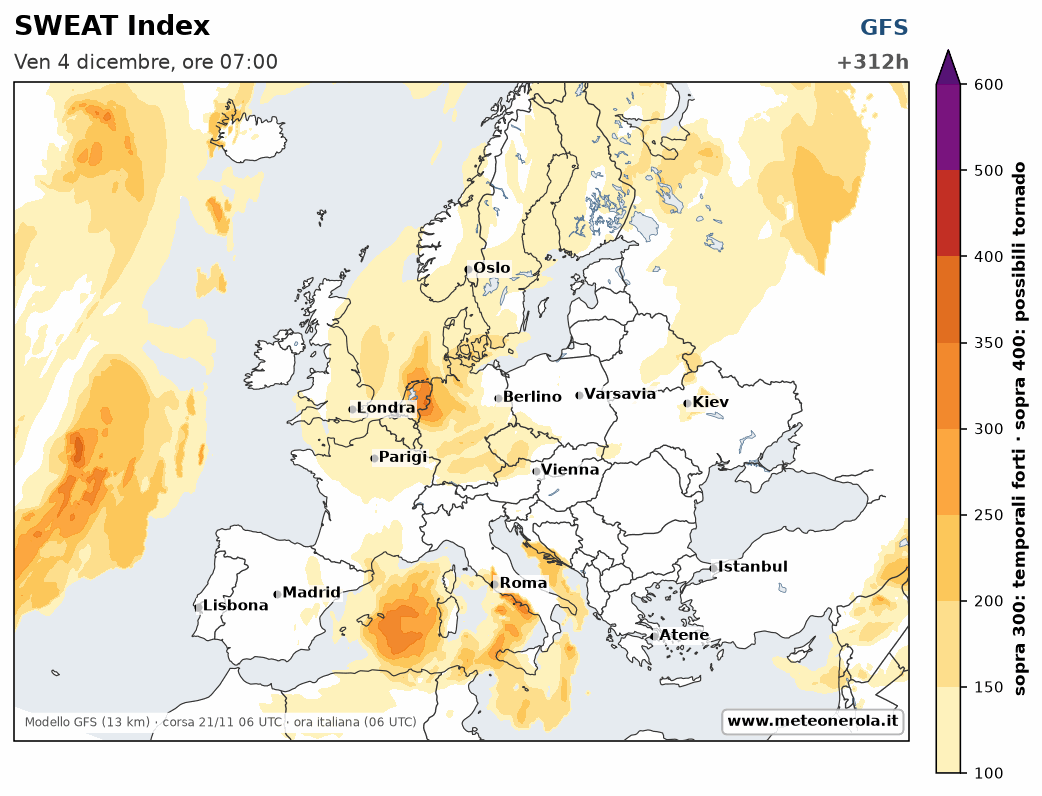 SWEAT Index
GFS
Ven 4 dicembre, ore 07:00
+312h
Oslo
Londra
Berlino
Varsavia
Kiev
Parigi
Vienna
Madrid
Lisbona
Roma
Istanbul
Atene
Modello GFS (13 km) · corsa 21/11 06 UTC · ora italiana (06 UTC)
www.meteonerola.it
600
500
400
350
300
250
200
150
100
sopra 300: temporali forti · sopra 400: possibili tornado